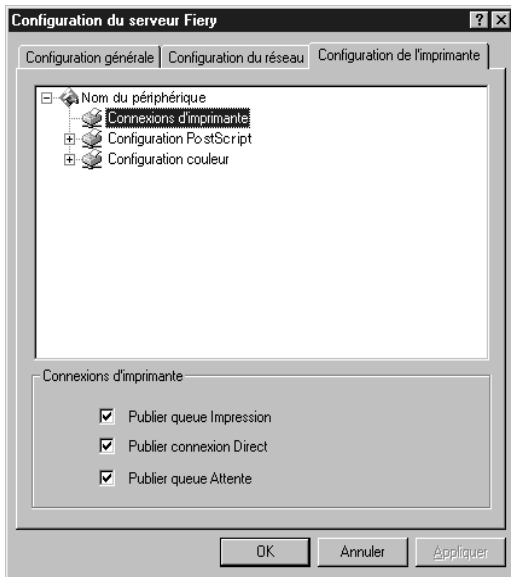 Configuration du serveur Fiery
Configuration générale
Configuration du réseau
Configuration de l'imprimante
Nom du périphérique
Connexions d'imprimante
Configuration PostScript
Configuration couleur
Connexions d'imprimante
Publier queue Impression
Publier connexion Direct
Publier queue Attente
OK
Annuler
Appliquer